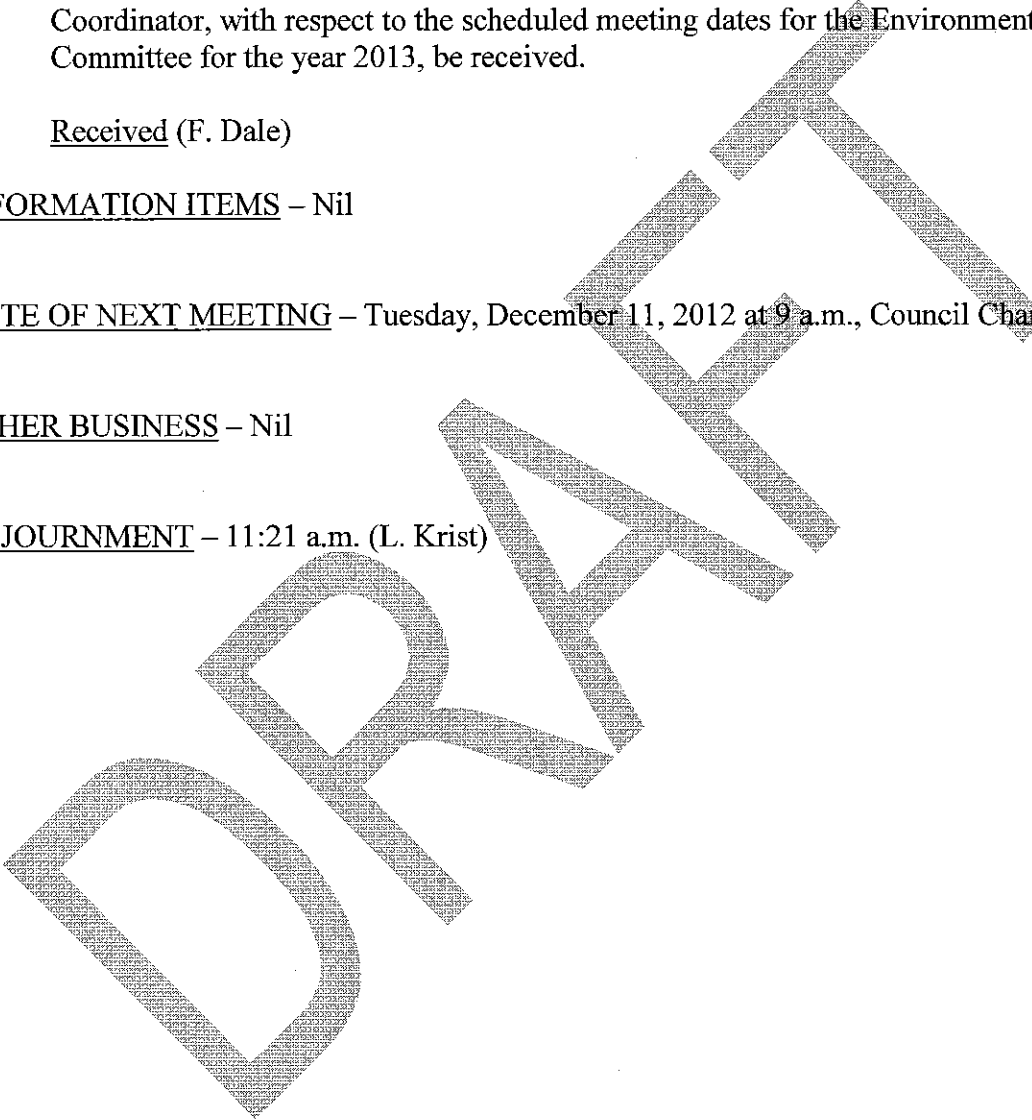 Coordinator, with respect to the scheduled meeting dates for the Environment
Committee for the year 2013, be received.
Received (F. Dale)
FORMATION ITEMS – Nil
TE OF NEXT MEETING – Tuesday, December 11, 2012 at 9 a.m., Council Cha
HER BUSINESS – Nil
JOURNMENT – 11:21 a.m. (L. Krist)
DRAFT